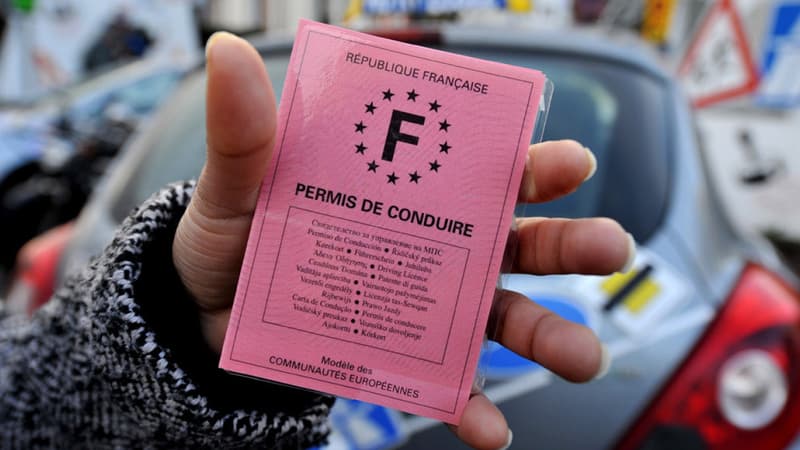 RÉPUBLIQUE FRANÇAISE
F
PERMIS DE CONDUIRE
Свидетелство за управление на МПС
Permiso de Conducción • Řidičský průkaz
Kørekort • Führerschein • Juhiluba
Άδεια Οδήγησης • Driving Licence
Ceadúnas Tiomána • Patente di guida
Vadītāja apliecība • Vairuotojo pažymėjimas
Vezetői engedély • Liċenzja tas-Sewqan
Rijbewijs • Prawo Jazdy
Carta de Condução • Permis de conducere
Vodičský preukaz • Vozniško dovoljenje
Ajokortti • Körkort
Modèle des
COMMUNAUTÉS EUROPÉENNES